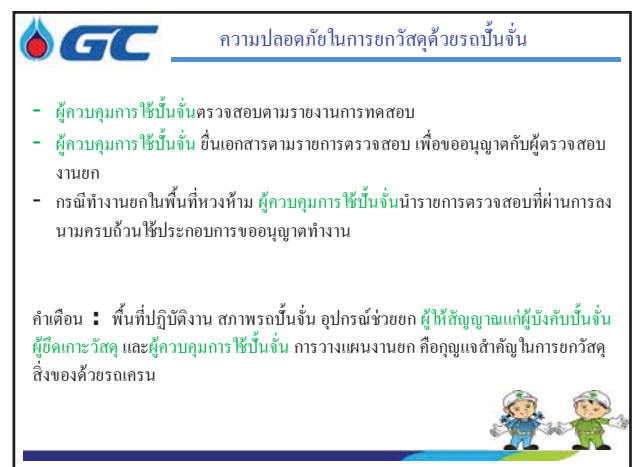 GC
ความปลอดภัยในการยกวัสดุด้วยรถปั้นจั่น
- ผู้ควบคุมการใช้ปั้นจั่นตรวจสอบตามรายงานการทดสอบ
- ผู้ควบคุมการใช้ปั้นจั่น ยื่นเอกสารตามรายการตรวจสอบ เพื่อขออนุญาตกับผู้ตรวจสอบ
งานยก
- กรณีทำงานยกในพื้นที่หวงห้าม ผู้ควบคุมการใช้ปั้นจั่นนำรายการตรวจสอบที่ผ่านการลง
นามครบถ้วนใช้ประกอบการขออนุญาตทำงาน
คำเตือน : พื้นที่ปฏิบัติงาน สภาพรถปั้นจั่น อุปกรณ์ช่วยยก ผู้ให้สัญญาณแก่ผู้บังคับปั้นจั่น
ผู้ยึดเกาะวัสดุ และผู้ควบคุมการใช้ปั้นจั่น การวางแผนงานยก คือกุญแจสำคัญในการยกวัสดุ
สิ่งของด้วยรถเครน